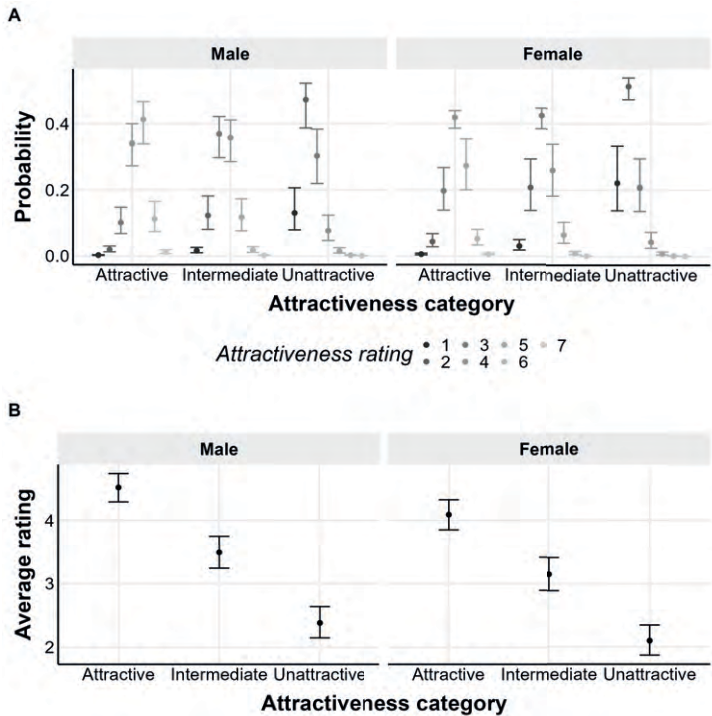 A
Male Female
0.4
0.2
0.0
Probability
Attractive Intermediate Unattractive Attractive Intermediate Unattractive
Attractiveness category
Attractiveness rating
1 3 5 7
2 4 6
B
Male Female
4
3
2
Average rating
Attractive Intermediate Unattractive Attractive Intermediate Unattractive
Attractiveness category